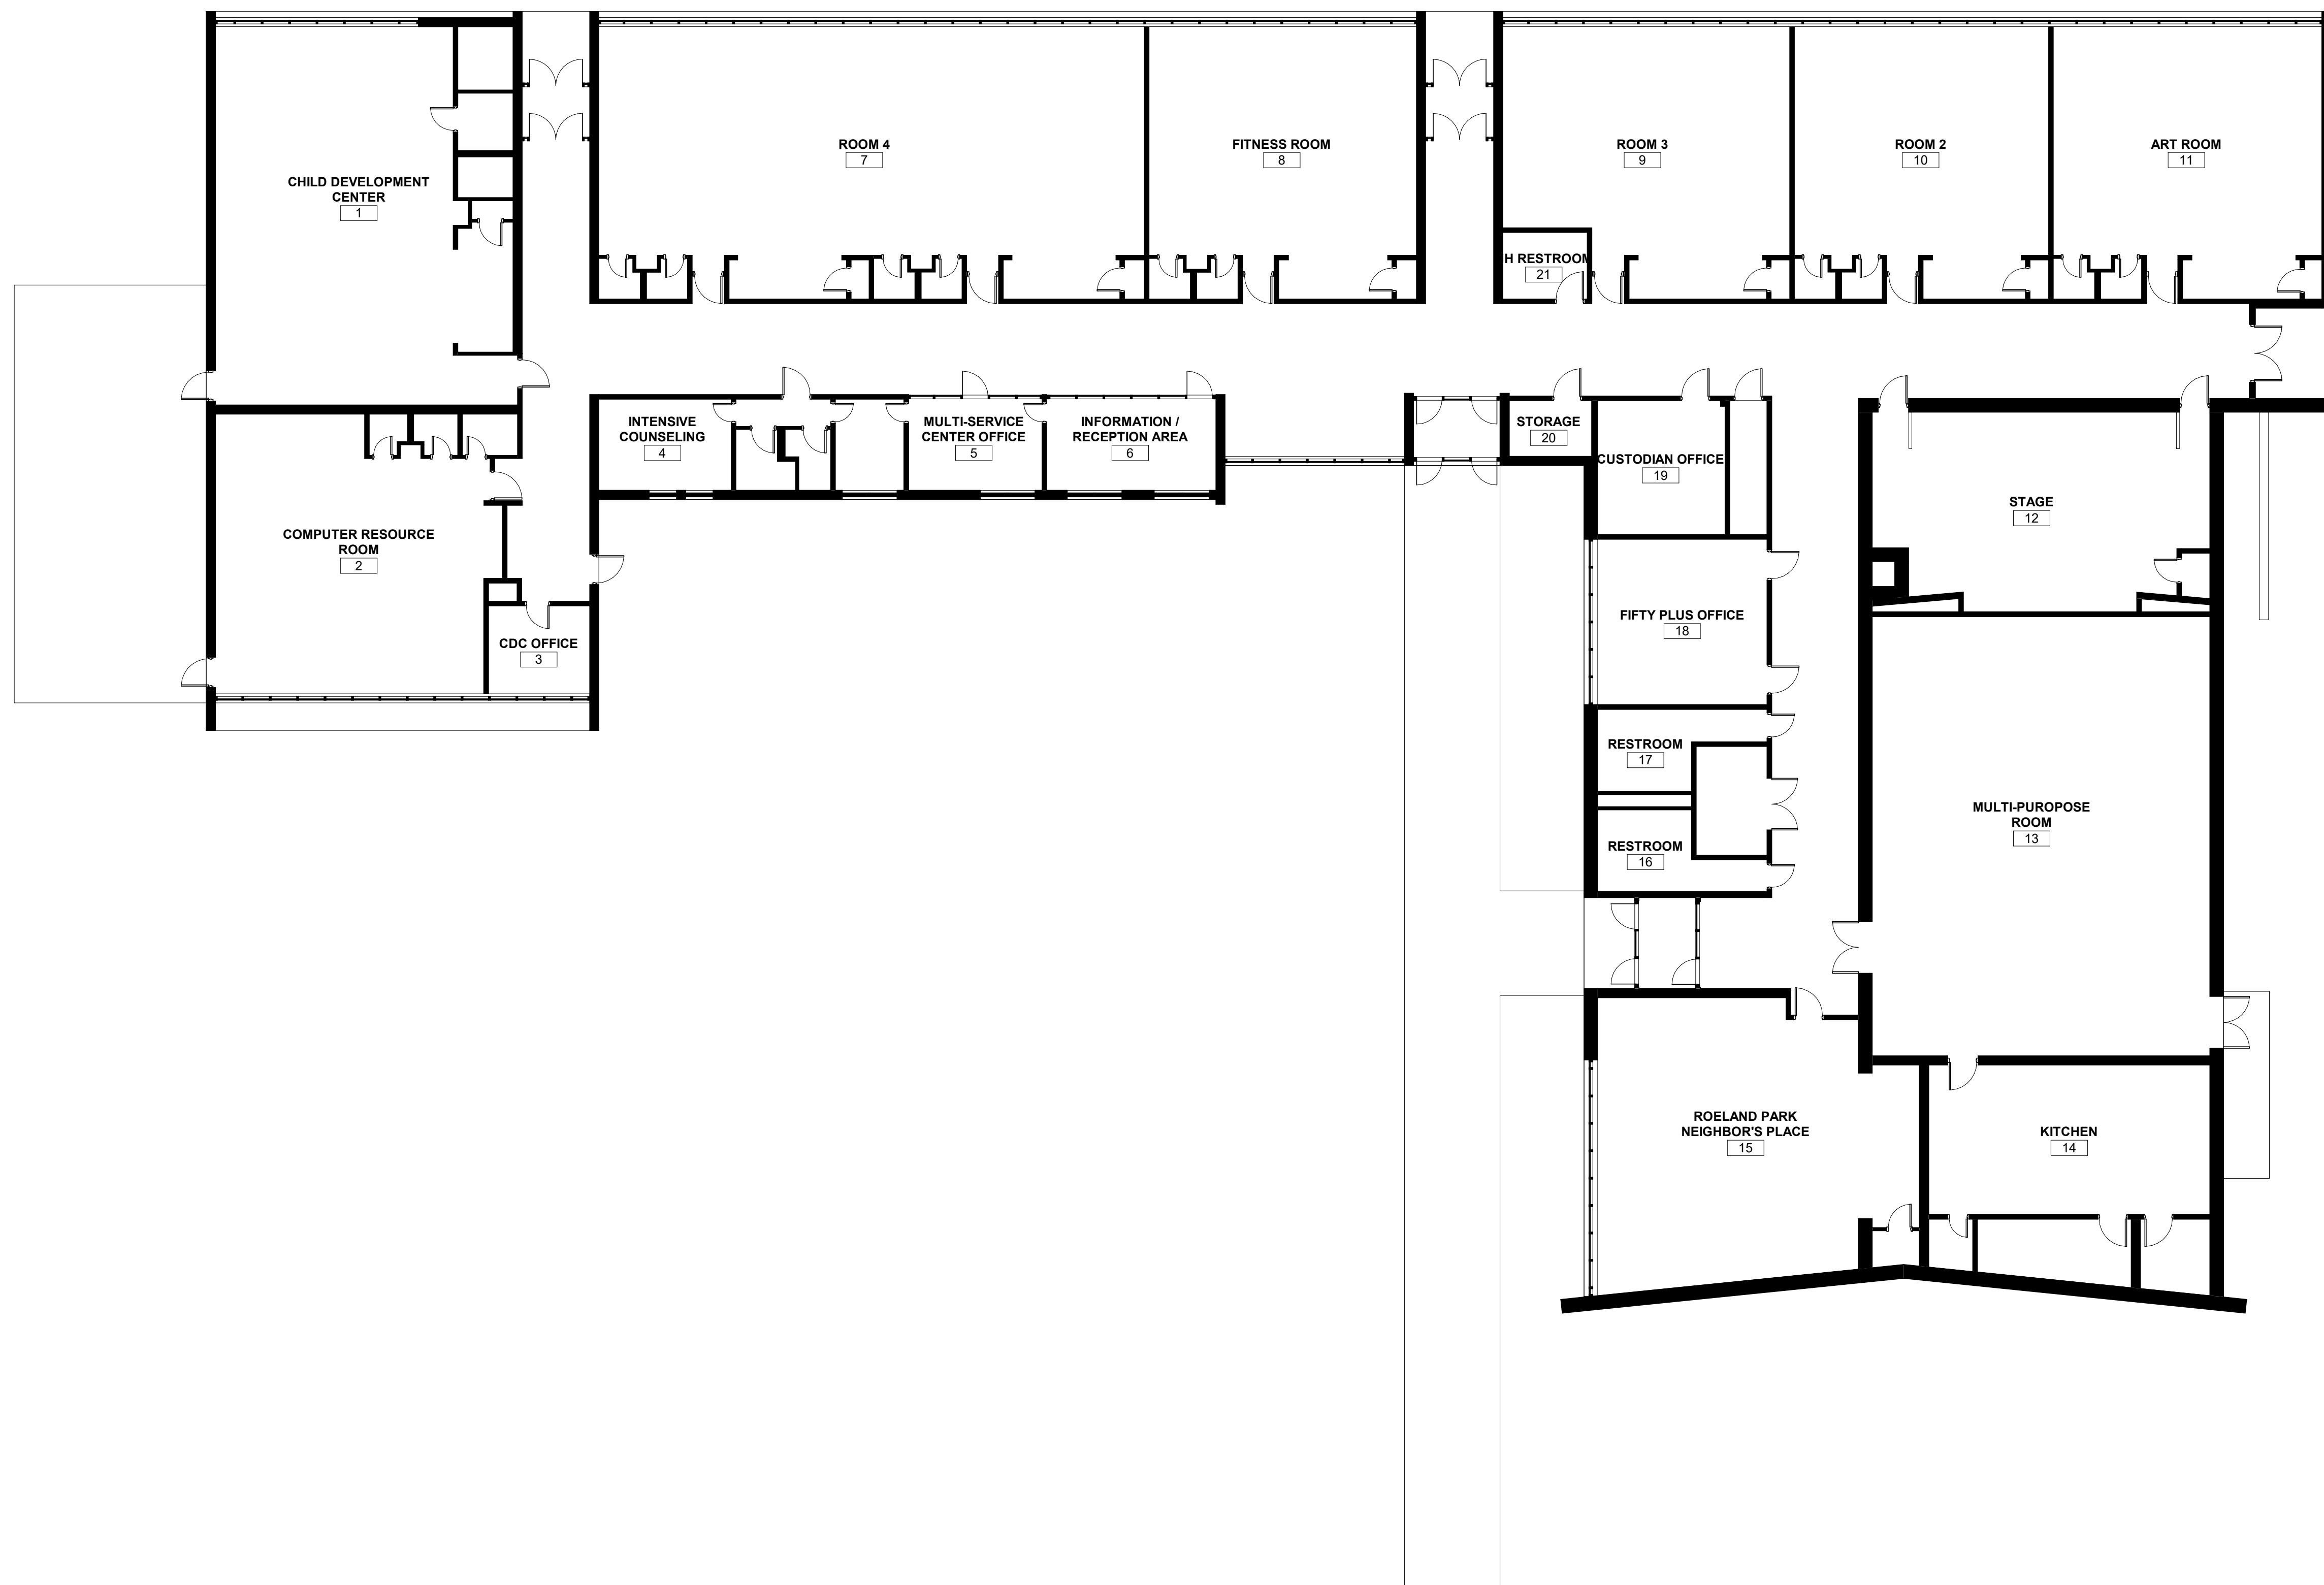 ROOM 4
7
FITNESS ROOM
8
ROOM 3
9
ROOM 2
10
ART ROOM
11
CHILD DEVELOPMENT
CENTER
1
H RESTROOM
21
INTENSIVE
COUNSELING
4
MULTI-SERVICE
CENTER OFFICE
5
INFORMATION /
RECEPTION AREA
6
STORAGE
20
CUSTODIAN OFFICE
19
STAGE
12
COMPUTER RESOURCE
ROOM
2
CDC OFFICE
3
FIFTY PLUS OFFICE
18
RESTROOM
17
MULTI-PUROPOSE
ROOM
13
RESTROOM
16
ROELAND PARK
NEIGHBOR'S PLACE
15
KITCHEN
14